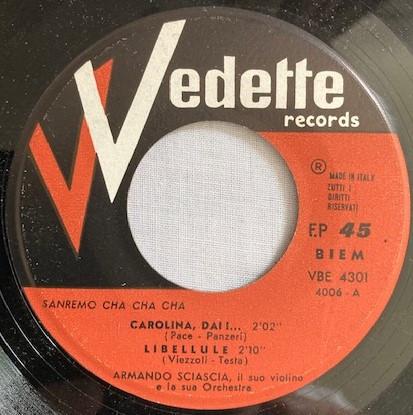 Vedette
records
Ⓡ MADE IN ITALY
TUTTI I
DIRITTI
RISERVATI
EP 45
BIEM
VBE 4301
4006 - A
SANREMO CHA CHA CHA
CAROLINA, DAI!... 2'02"
(Pace - Panzeri)
LIBELLULE 2'10"
(Viezzoli - Testa)
ARMANDO SCIASCIA, il suo violino
e la sua Orchestra.